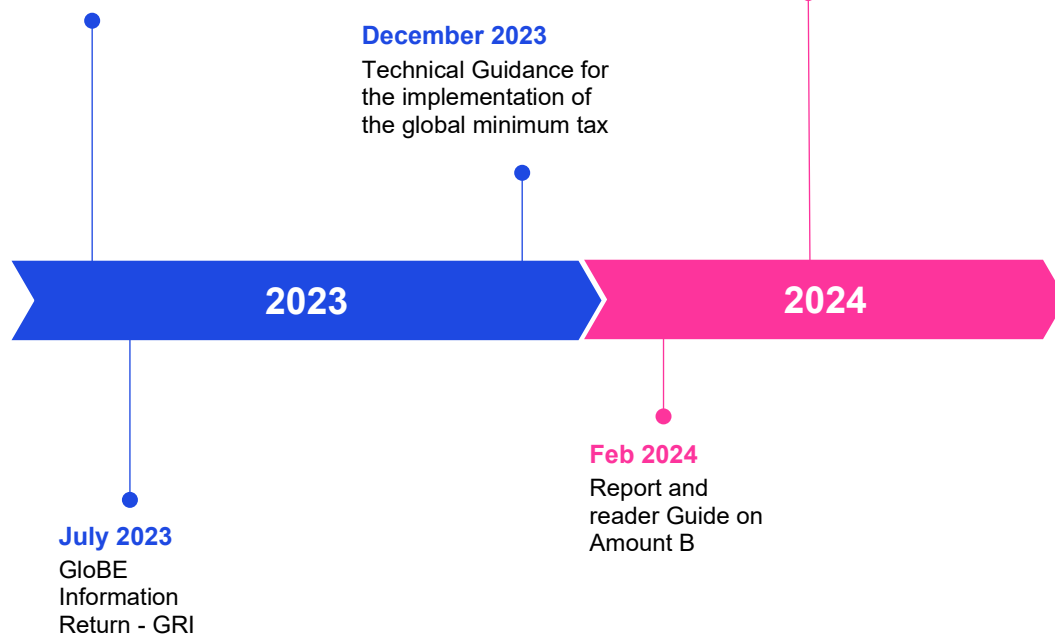 December 2023
Technical Guidance for
the implementation of
the global minimum tax
2023
2024
July 2023
GloBE
Information
Return - GRI
Feb 2024
Report and
reader Guide on
Amount B